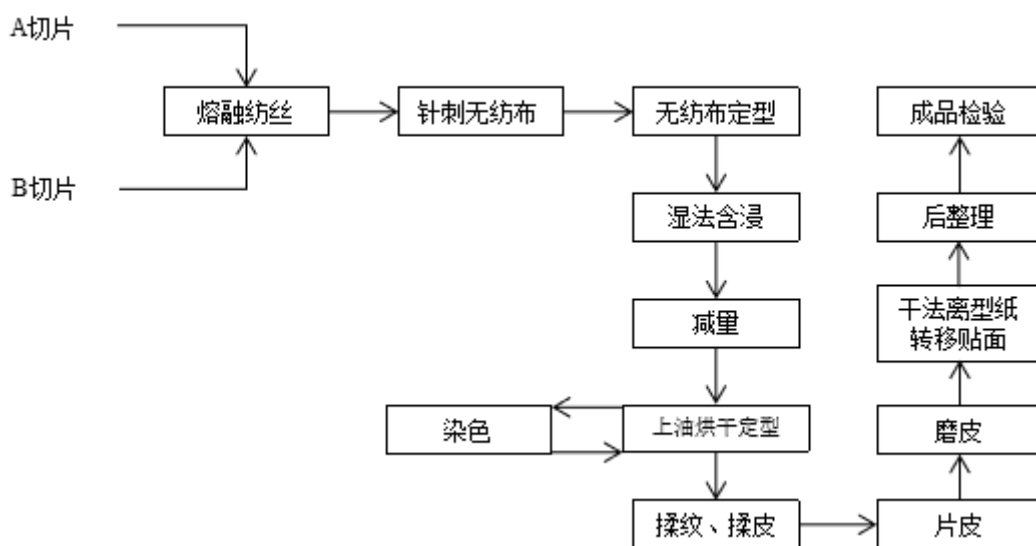 A切片
熔融纺丝
针刺无纺布
无纺布定型
成品检验
B切片
湿法含浸
后整理
减量
干法离型纸
转移贴面
染色
上油烘干定型
磨皮
揉纹、揉皮
片皮